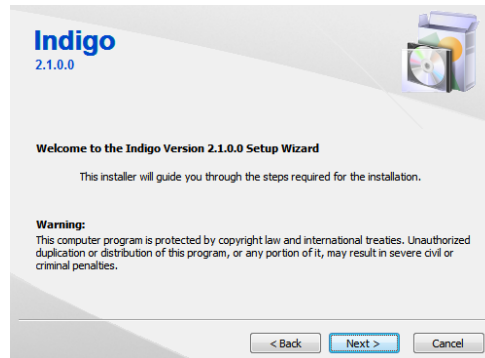 Indigo
2.1.0.0
Welcome to the Indigo Version 2.1.0.0 Setup Wizard
This installer will guide you through the steps required for the installation.
Warning:
This computer program is protected by copyright law and international treaties. Unauthorized
duplication or distribution of this program, or any portion of it, may result in severe civil or
criminal penalties.
< Back Next > Cancel